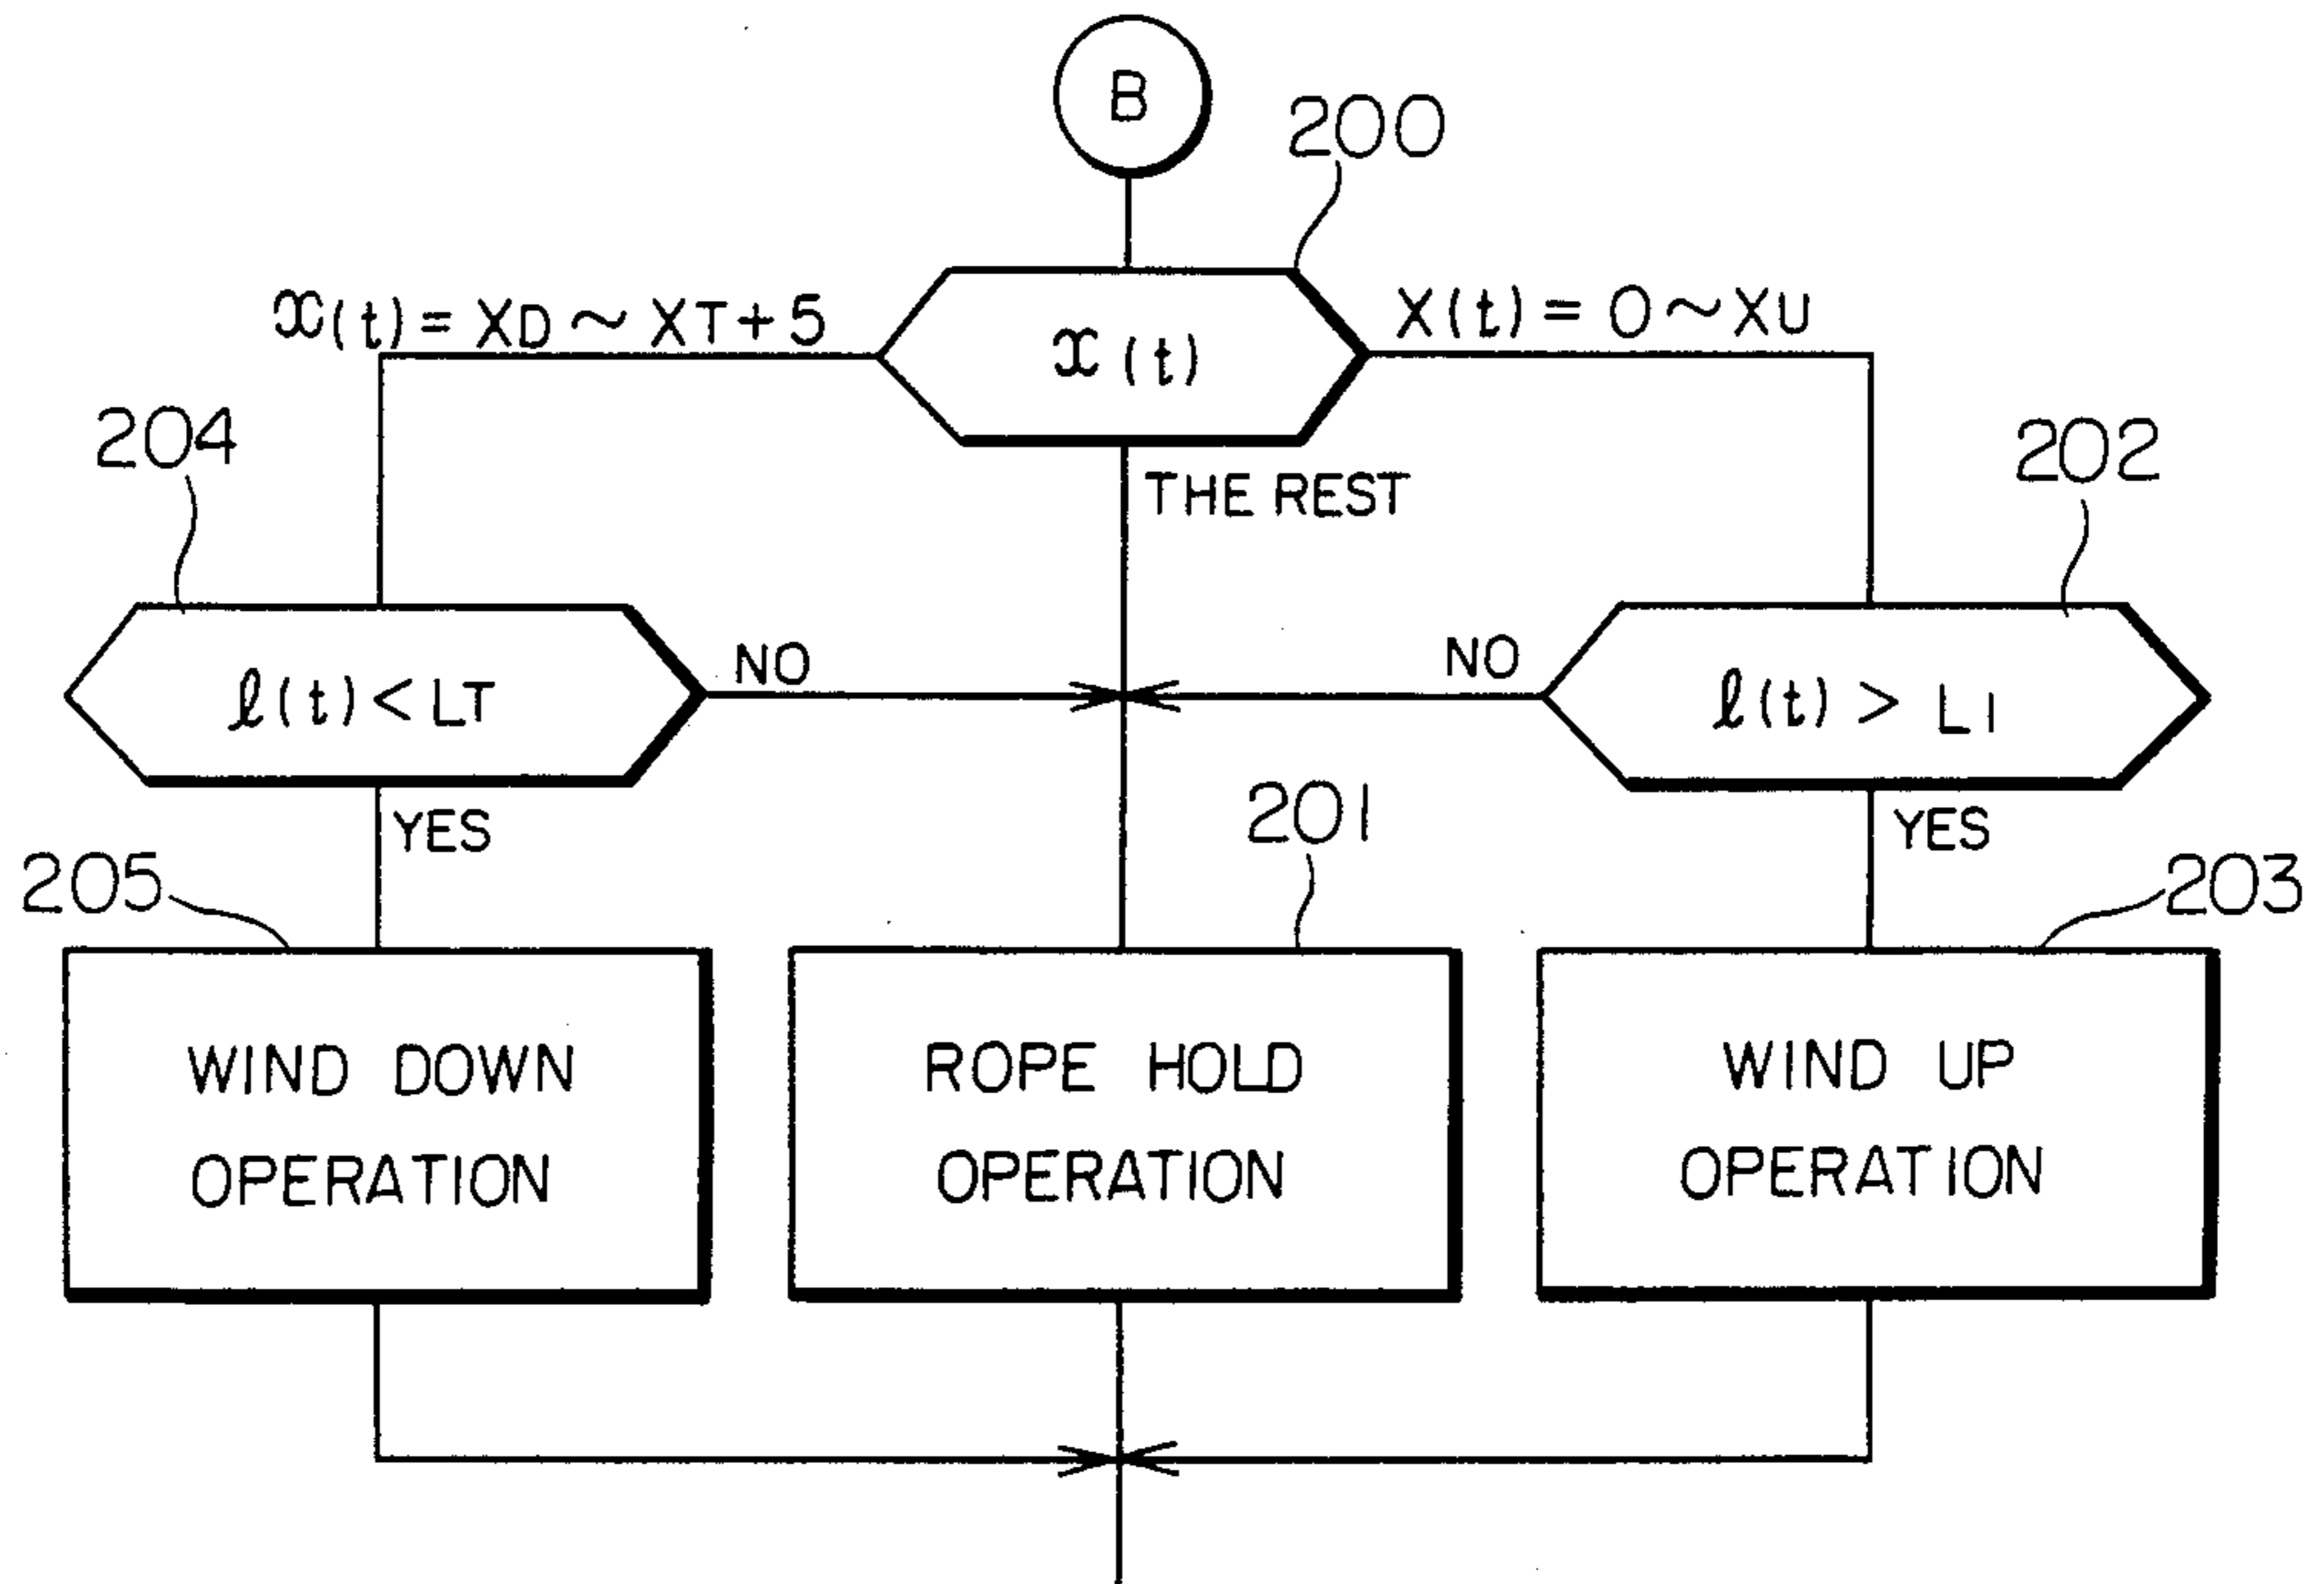 B
200
x(t) = XD ~ XT + 5
x(t)
X(t) = 0 ~ XU
204
THE REST
202
l(t) < LT
NO
NO
l(t) > L1
YES
201
YES
205
203
WIND DOWN
OPERATION
ROPE HOLD
OPERATION
WIND UP
OPERATION